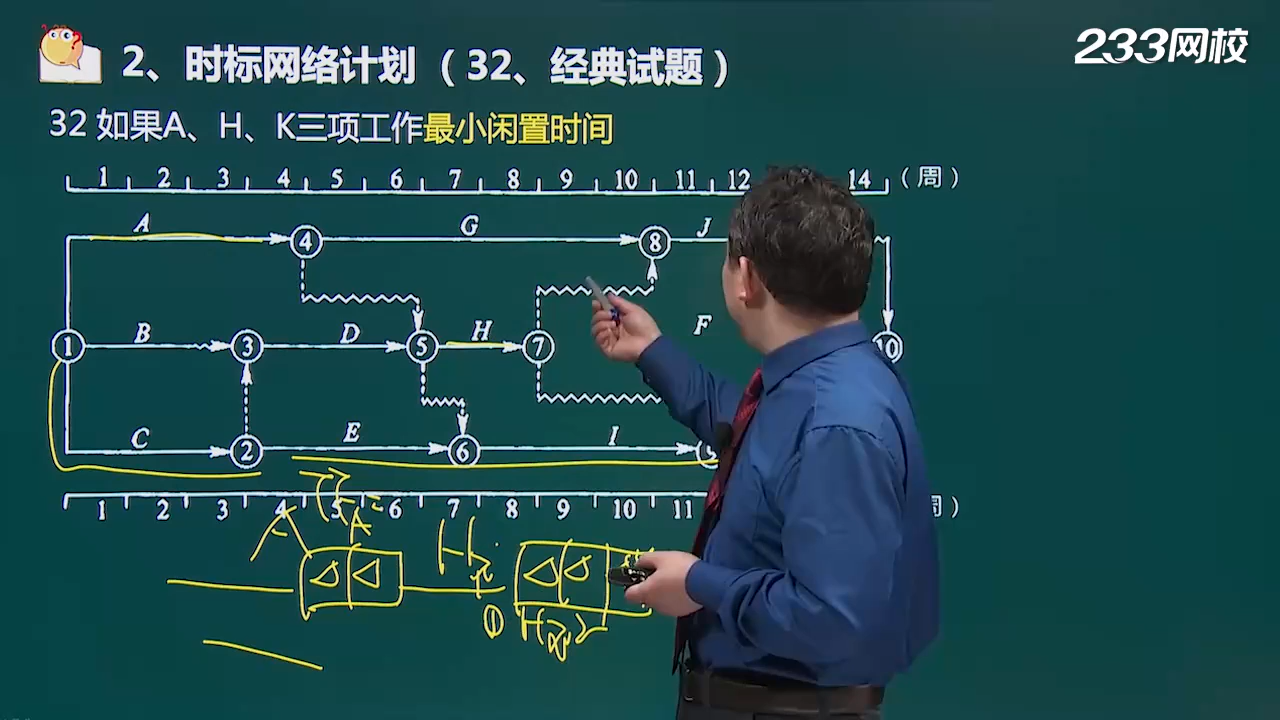 233网校
2、时标网络计划（32、经典试题）
32 如果A、H、K三项工作最小闲置时间
1 2 3 4 5 6 7 8 9 10 11 12 14（周）
A 4 G 8 J
1 B 3 D 5 H 7 F 10
C 2 E 6 I
1 2 3 4 5 6 7 8 9 10 11 周）
A H
①